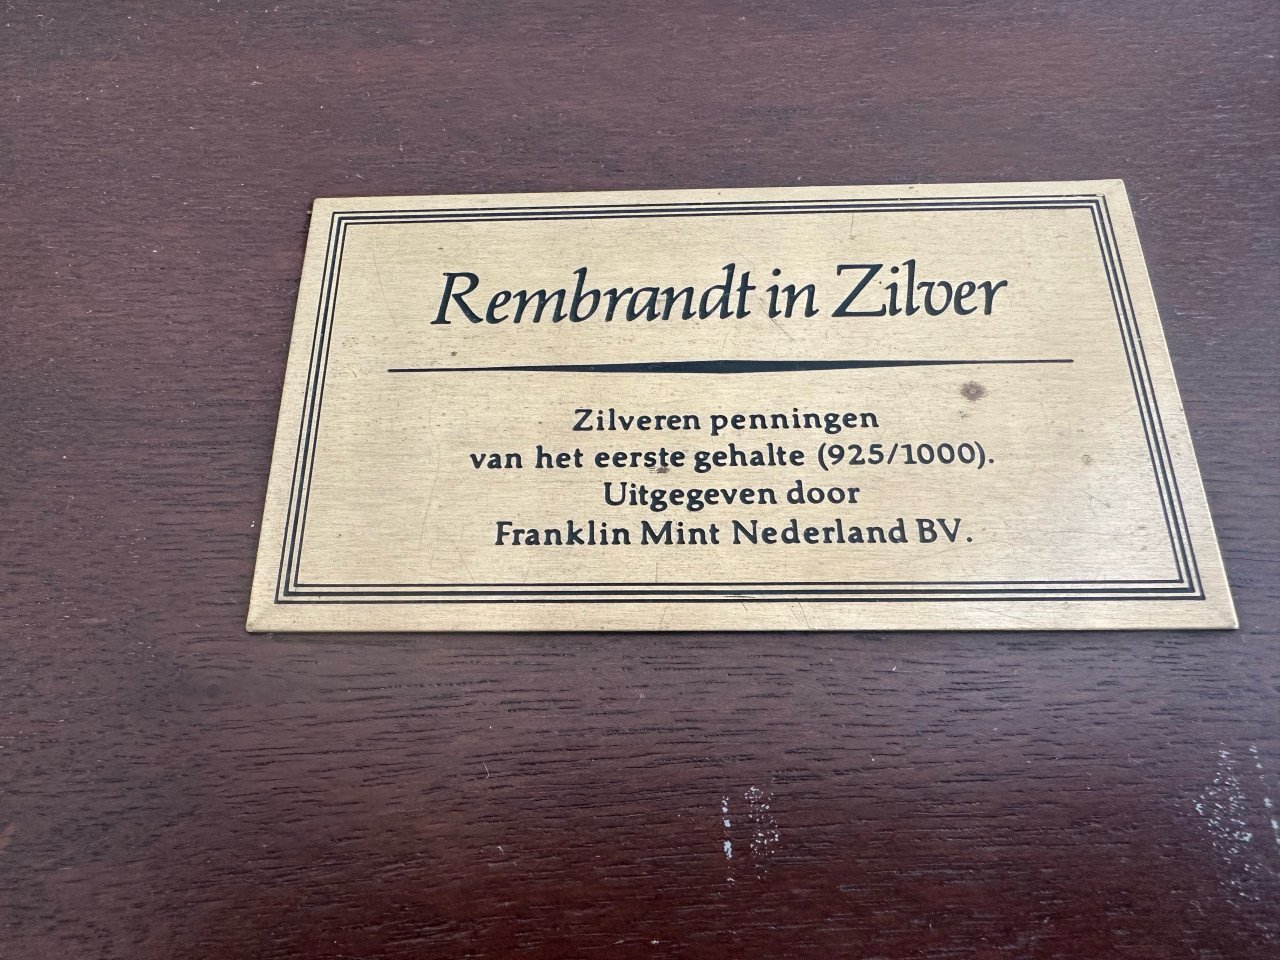 Rembrandt in Zilver
Zilveren penningen
van het eerste gehalte (925/1000).
Uitgegeven door
Franklin Mint Nederland BV.